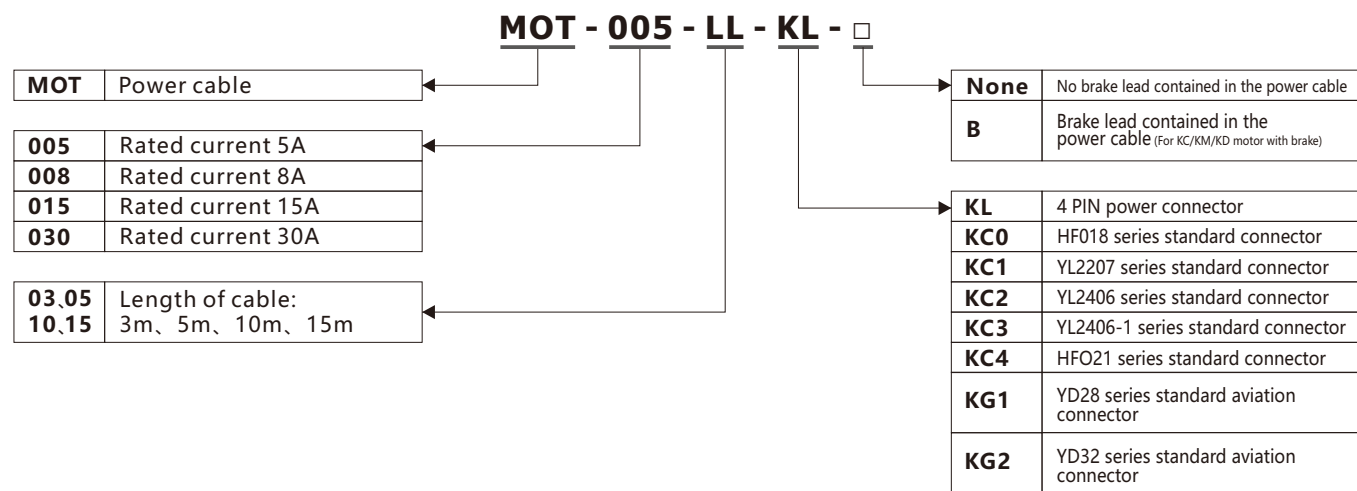 MOT - 005 - LL - KL - □
MOT Power cable
005 Rated current 5A
008 Rated current 8A
015 Rated current 15A
030 Rated current 30A
03、05 Length of cable:
10、15 3m、5m、10m、15m
None No brake lead contained in the power cable
B Brake lead contained in the
power cable (For KC/KM/KD motor with brake)
KL 4 PIN power connector
KC0 HF018 series standard connector
KC1 YL2207 series standard connector
KC2 YL2406 series standard connector
KC3 YL2406-1 series standard connector
KC4 HFO21 series standard connector
KG1 YD28 series standard aviation
connector
KG2 YD32 series standard aviation
connector